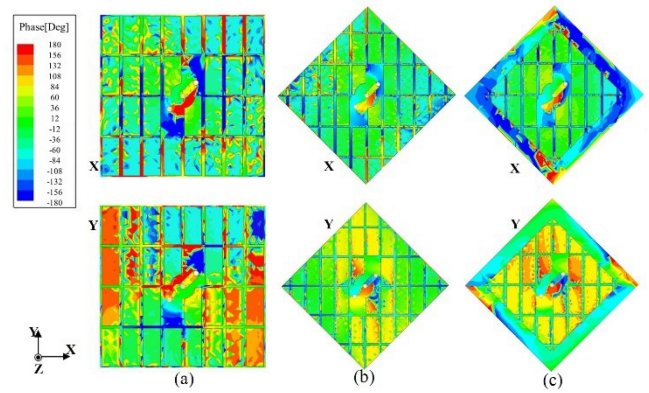 Phase[Deg]
180
156
132
108
84
60
36
12
-12
-36
-60
-84
-108
-132
-156
-180
X
X
X
Y
Y
Y
Y
X
Z
(a)
(b)
(c)